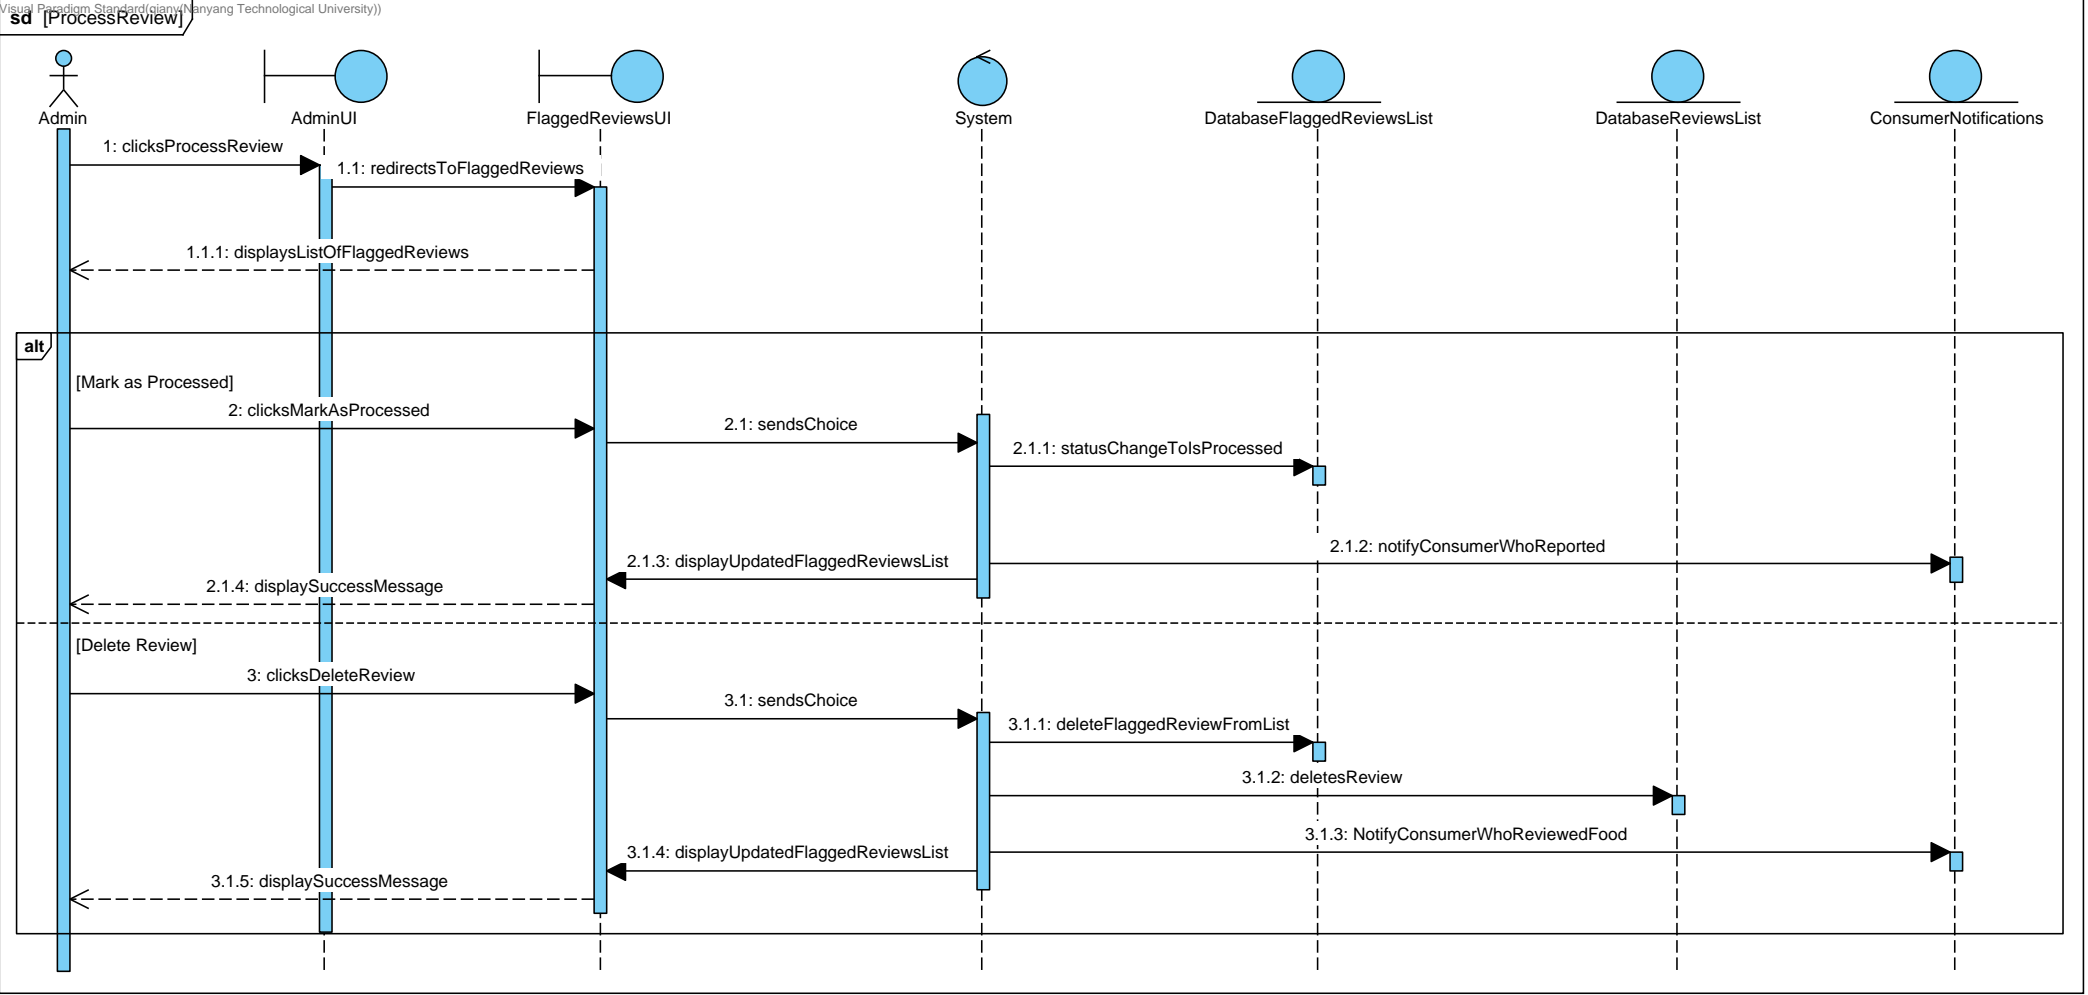 Visual Paradigm Standard(qianv(Nanyang Technological University))
sd [ProcessReview]
Admin
AdminUI
FlaggedReviewsUI
System
DatabaseFlaggedReviewsList
DatabaseReviewsList
ConsumerNotifications
1: clicksProcessReview
1.1: redirectsToFlaggedReviews
1.1.1: displaysListOfFlaggedReviews
alt
[Mark as Processed]
2: clicksMarkAsProcessed
2.1: sendsChoice
2.1.1: statusChangeToIsProcessed
2.1.2: notifyConsumerWhoReported
2.1.3: displayUpdatedFlaggedReviewsList
2.1.4: displaySuccessMessage
[Delete Review]
3: clicksDeleteReview
3.1: sendsChoice
3.1.1: deleteFlaggedReviewFromList
3.1.2: deletesReview
3.1.3: NotifyConsumerWhoReviewedFood
3.1.4: displayUpdatedFlaggedReviewsList
3.1.5: displaySuccessMessage